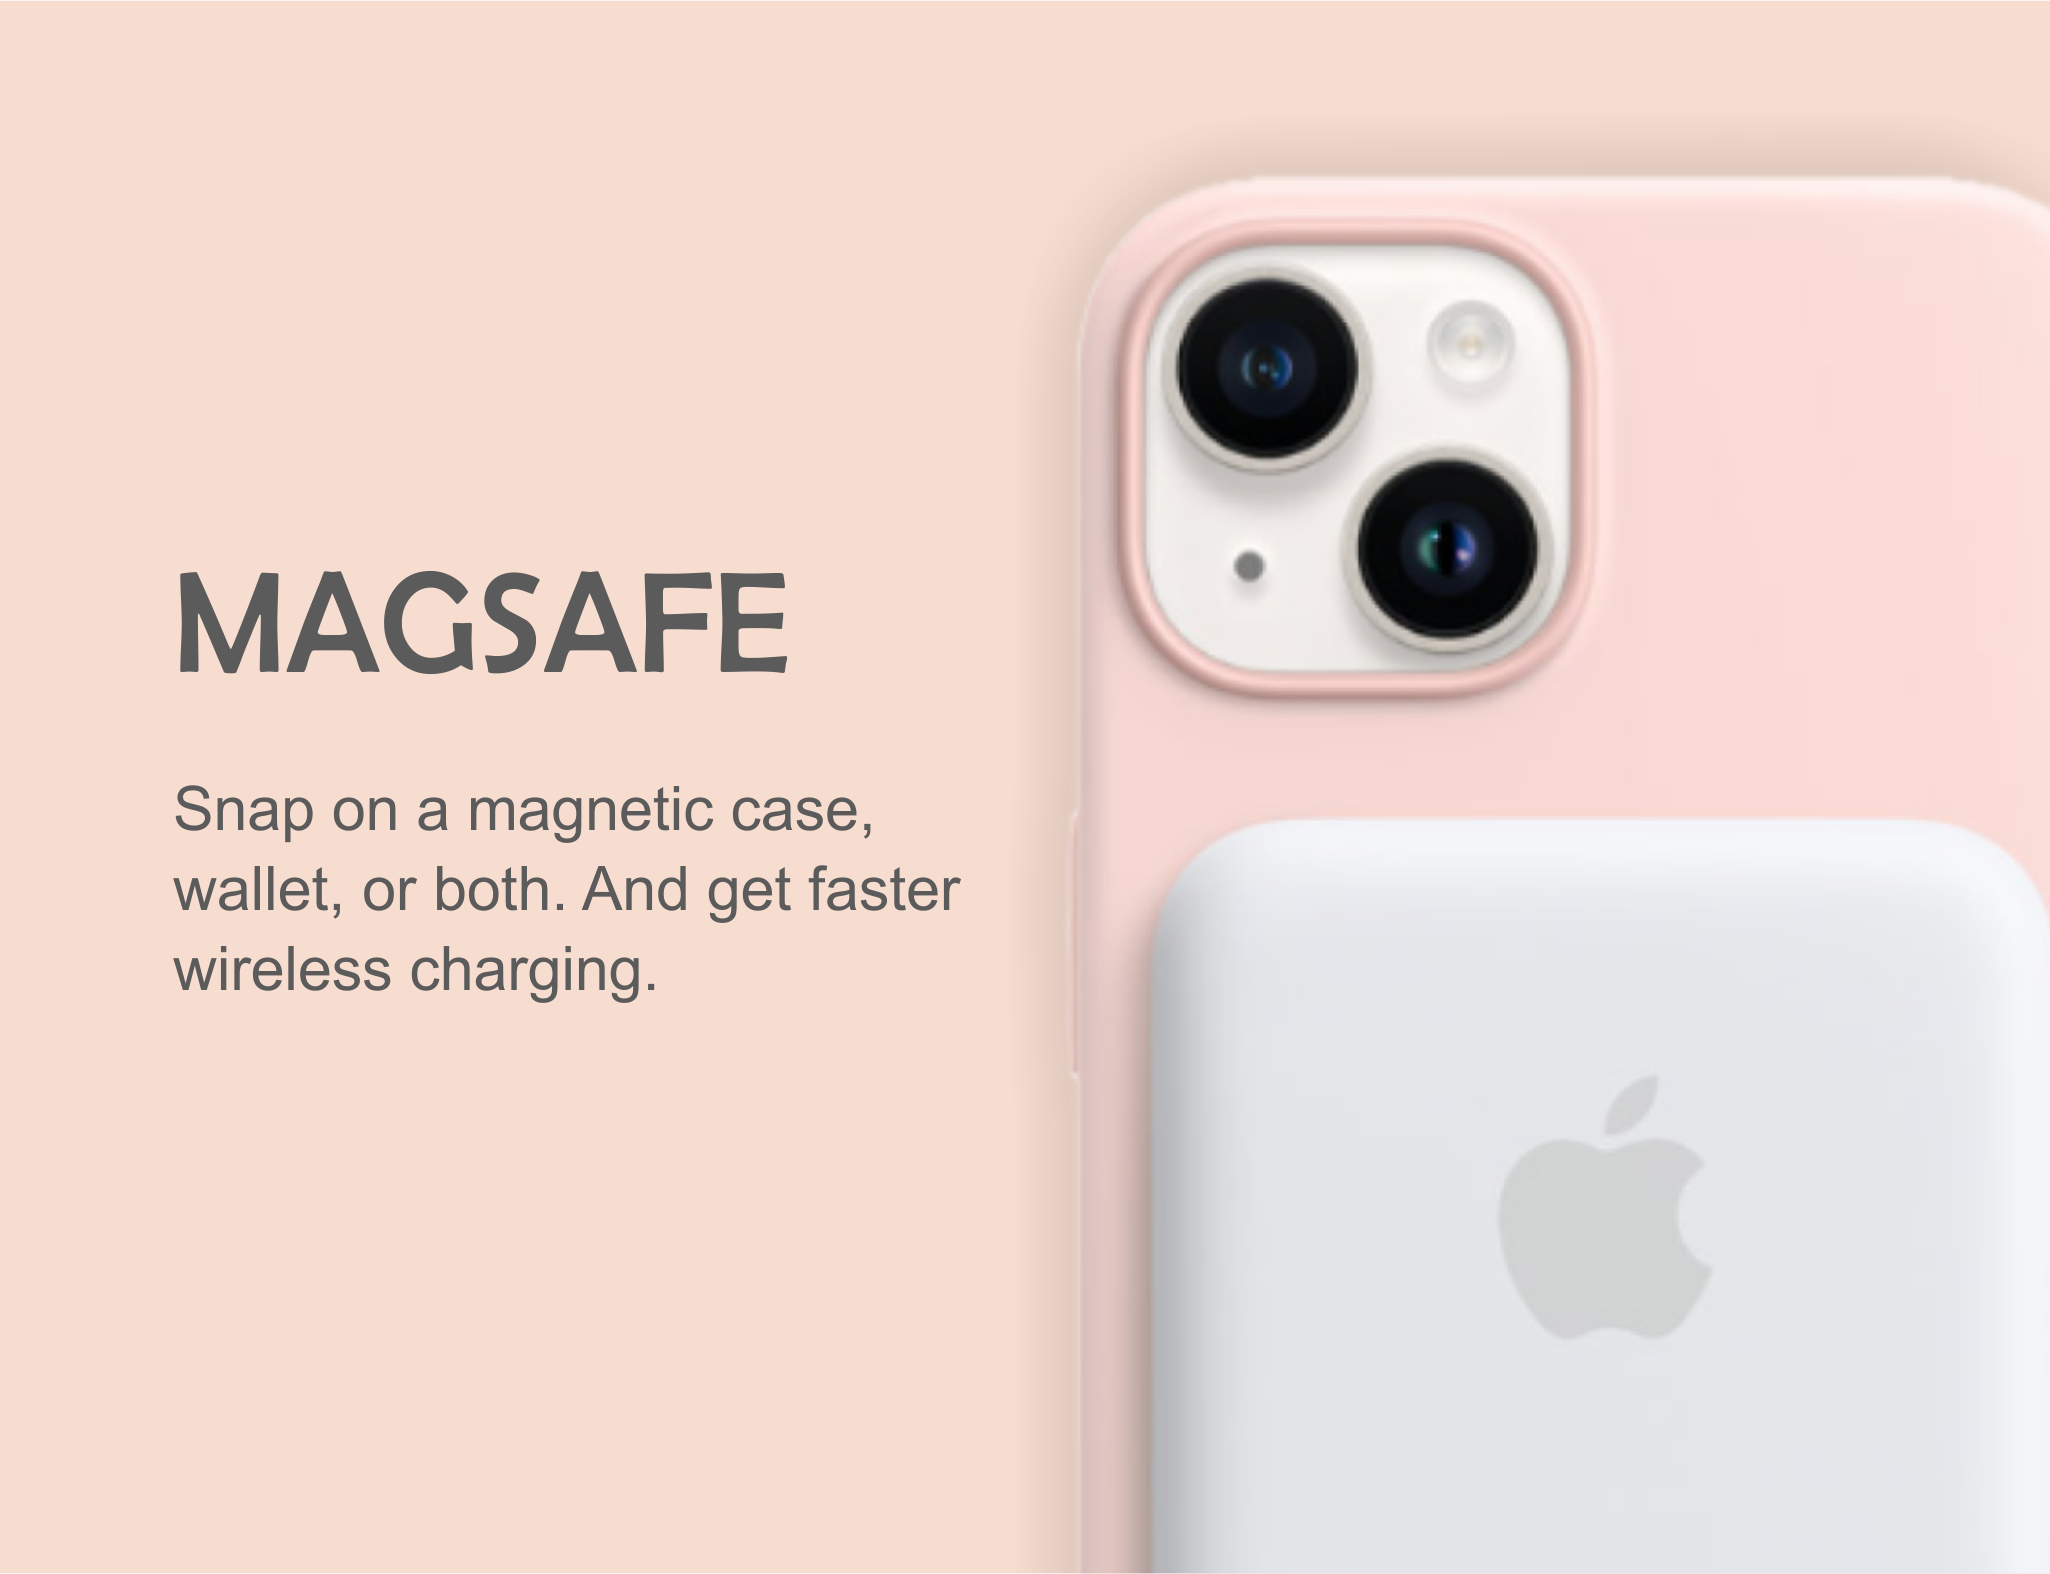 MAGSAFE
Snap on a magnetic case,
wallet, or both. And get faster
wireless charging.